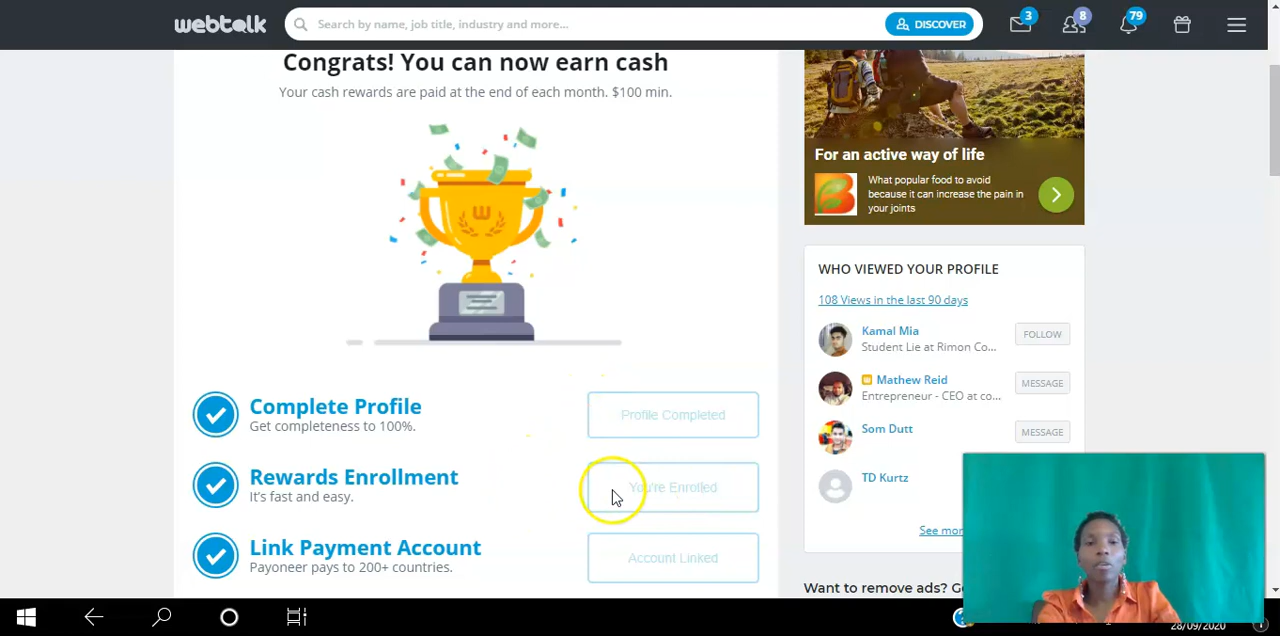 webtalk
Search by name, job title, industry and more...
DISCOVER
3
8
79
Congrats! You can now earn cash
Your cash rewards are paid at the end of each month. $100 min.
W
Complete Profile
Get completeness to 100%.
Profile Completed
Rewards Enrollment
It's fast and easy.
You're Enrolled
Link Payment Account
Payoneer pays to 200+ countries.
Account Linked
For an active way of life
What popular food to avoid
because it can increase the pain in
your joints
WHO VIEWED YOUR PROFILE
108 Views in the last 90 days
Kamal Mia
Student Lie at Rimon Co...
FOLLOW
Mathew Reid
Entrepreneur - CEO at co...
MESSAGE
Som Dutt
MESSAGE
TD Kurtz
See mor
Want to remove ads? G
28/09/2020